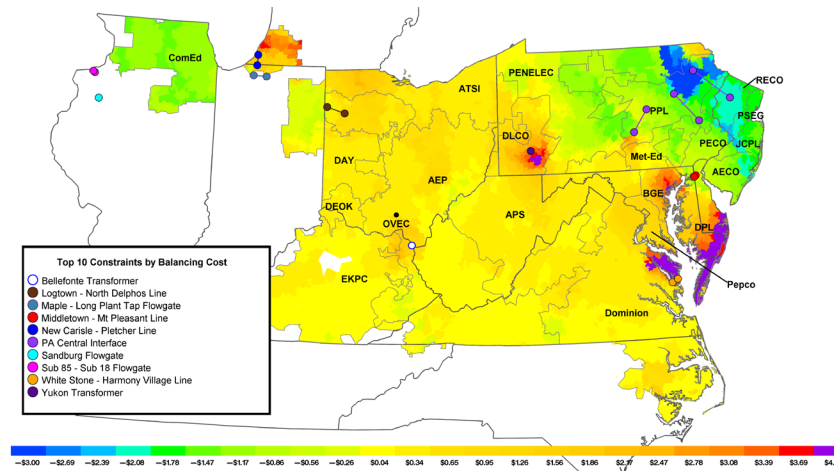 ComEd
ATSI
PENELEC
RECO
PPL
PSEG
DLCO
PECO
JCPL
DAY
Met-Ed
AECO
AEP
BGE
DEOK
APS
OVEC
DPL
EKPC
Pepco
Dominion
Top 10 Constraints by Balancing Cost
Bellefonte Transformer
Logtown - North Delphos Line
Maple - Long Plant Tap Flowgate
Middletown - Mt Pleasant Line
New Carisle - Pletcher Line
PA Central Interface
Sandburg Flowgate
Sub 85 - Sub 18 Flowgate
White Stone - Harmony Village Line
Yukon Transformer
—$3.00 —$2.69 —$2.39 —$2.08 —$1.78 —$1.47 —$1.17 —$0.86 —$0.56 —$0.26 $0.04 $0.34 $0.65 $0.95 $1.26 $1.56 $1.86 $2.17 $2.47 $2.78 $3.08 $3.39 $3.69